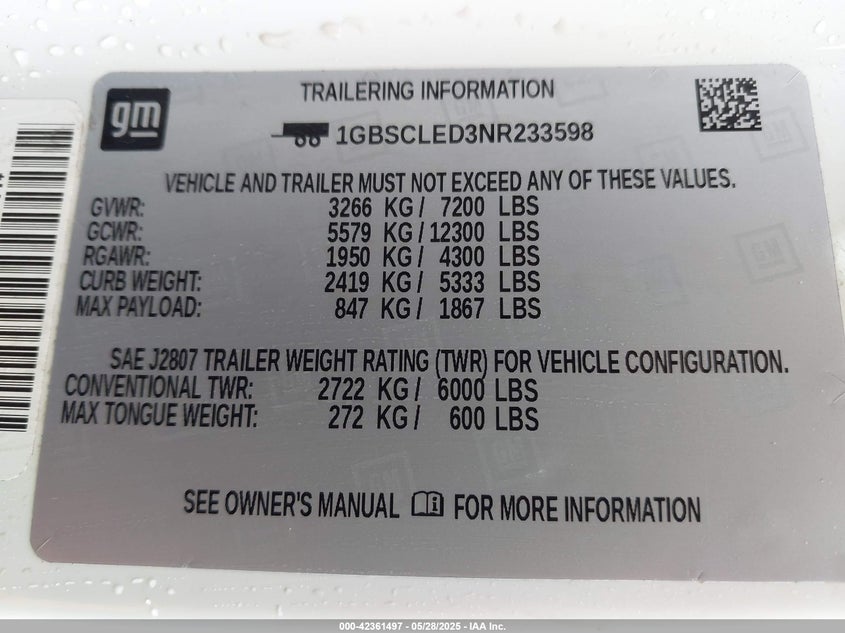 gm
TRAILERING INFORMATION
1GBSCLED3NR233598
VEHICLE AND TRAILER MUST NOT EXCEED ANY OF THESE VALUES.
GVWR: 3266 KG / 7200 LBS
GCWR: 5579 KG / 12300 LBS
RGAWR: 1950 KG / 4300 LBS
CURB WEIGHT: 2419 KG / 5333 LBS
MAX PAYLOAD: 847 KG / 1867 LBS
SAE J2807 TRAILER WEIGHT RATING (TWR) FOR VEHICLE CONFIGURATION.
CONVENTIONAL TWR: 2722 KG / 6000 LBS
MAX TONGUE WEIGHT: 272 KG / 600 LBS
SEE OWNER'S MANUAL FOR MORE INFORMATION
000-42361497 - 05/28/2025 - IAA Inc.